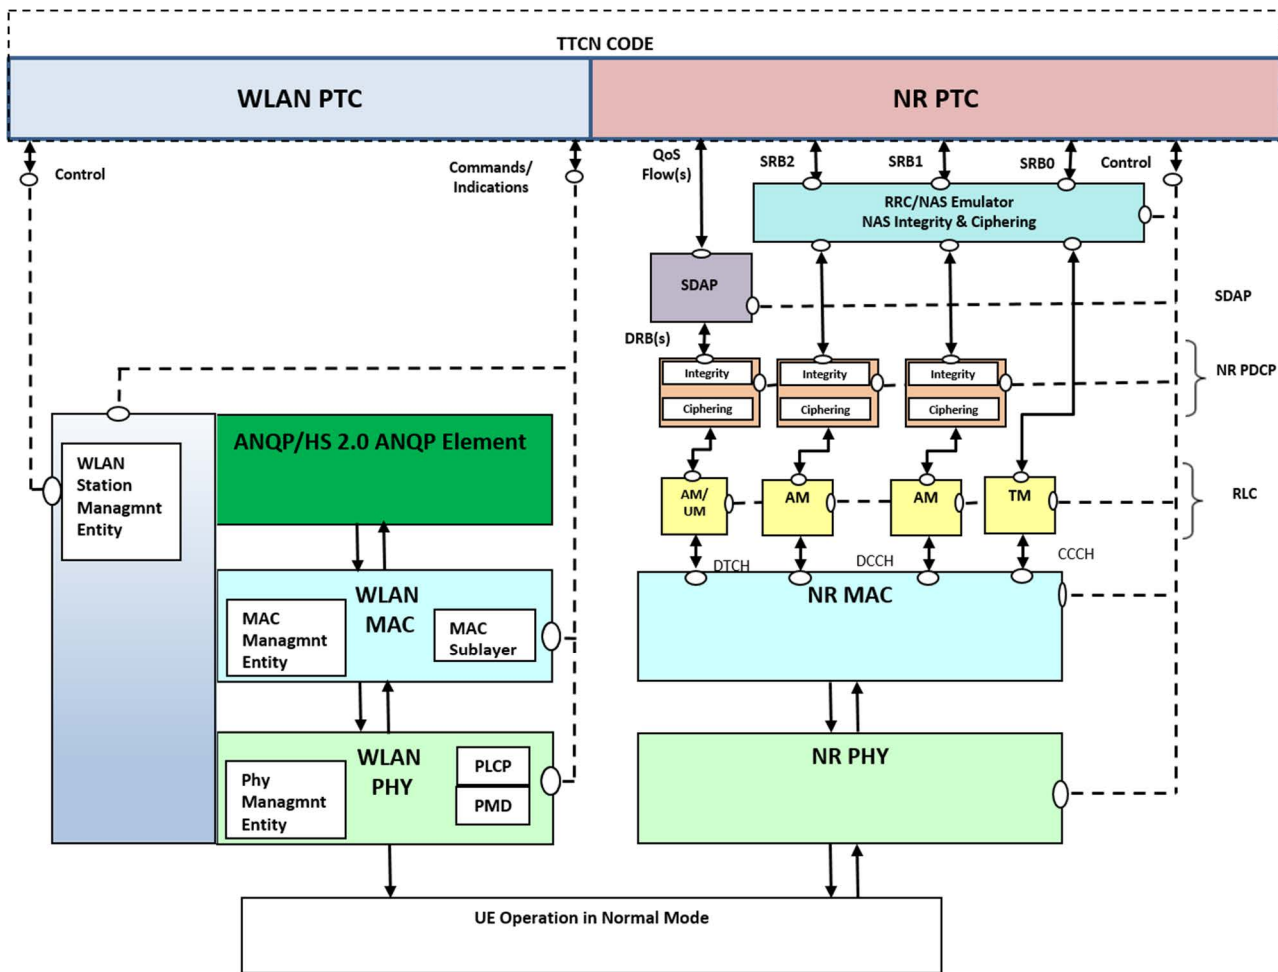 TTCN CODE
WLAN PTC
NR PTC
Control
Commands/
Indications
QoS
Flow(s)
SRB2
SRB1
SRB0
Control
RRC/NAS Emulator
NAS Integrity & Ciphering
SDAP
SDAP
DRB(s)
Integrity
Ciphering
Integrity
Ciphering
Integrity
Ciphering
NR PDCP
ANQP/HS 2.0 ANQP Element
WLAN
Station
Managmnt
Entity
AM/
UM
AM
AM
TM
RLC
DTCH
DCCH
CCCH
WLAN
MAC
MAC
Managmnt
Entity
MAC
Sublayer
NR MAC
WLAN
PHY
Phy
Managmnt
Entity
PLCP
PMD
NR PHY
UE Operation in Normal Mode